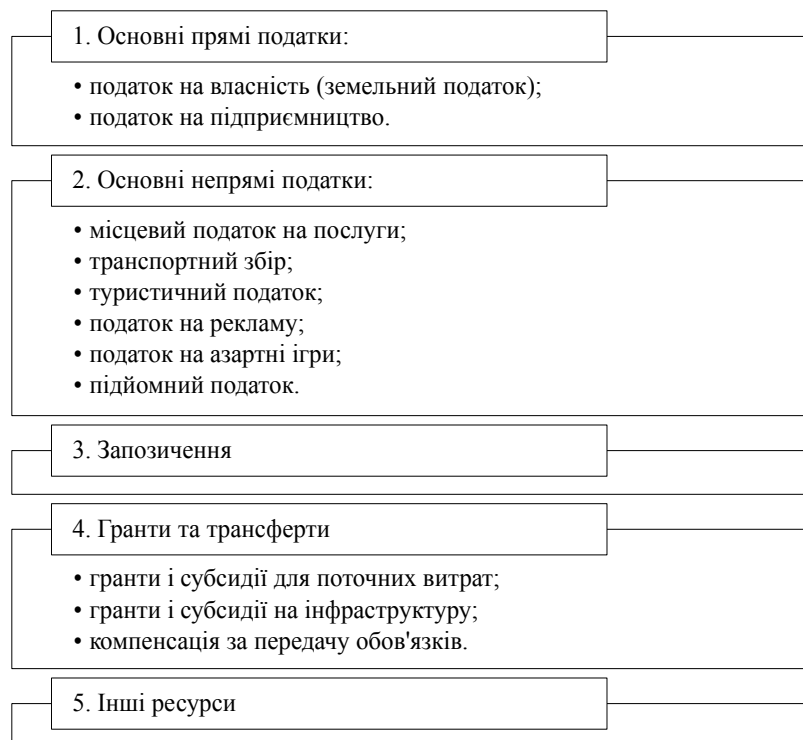 1. Основні прямі податки:
• податок на власність (земельний податок);
• податок на підприємництво.
2. Основні непрямі податки:
• місцевий податок на послуги;
• транспортний збір;
• туристичний податок;
• податок на рекламу;
• податок на азартні ігри;
• підйомний податок.
3. Запозичення
4. Гранти та трансферти
• гранти і субсидії для поточних витрат;
• гранти і субсидії на інфраструктуру;
• компенсація за передачу обов'язків.
5. Інші ресурси